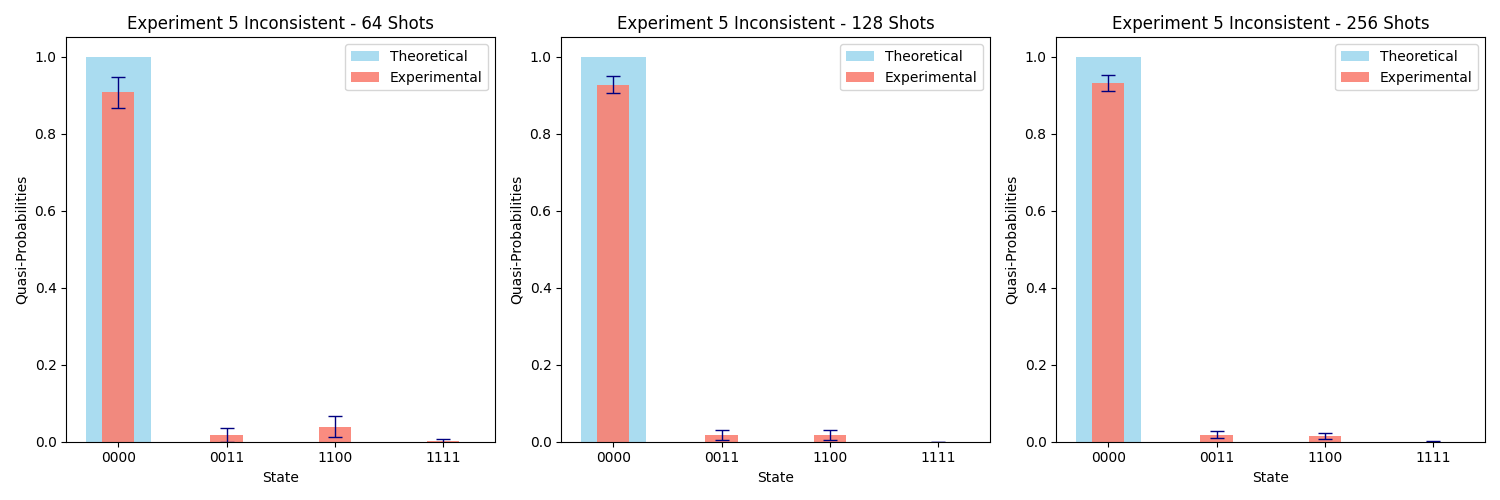 Experiment 5 Inconsistent - 64 Shots
Theoretical
Experimental
1.0
0.8
0.6
0.4
0.2
0.0
Quasi-Probabilities
0000
0011
1100
1111
State
Experiment 5 Inconsistent - 128 Shots
Theoretical
Experimental
1.0
0.8
0.6
0.4
0.2
0.0
Quasi-Probabilities
0000
0011
1100
1111
State
Experiment 5 Inconsistent - 256 Shots
Theoretical
Experimental
1.0
0.8
0.6
0.4
0.2
0.0
Quasi-Probabilities
0000
0011
1100
1111
State